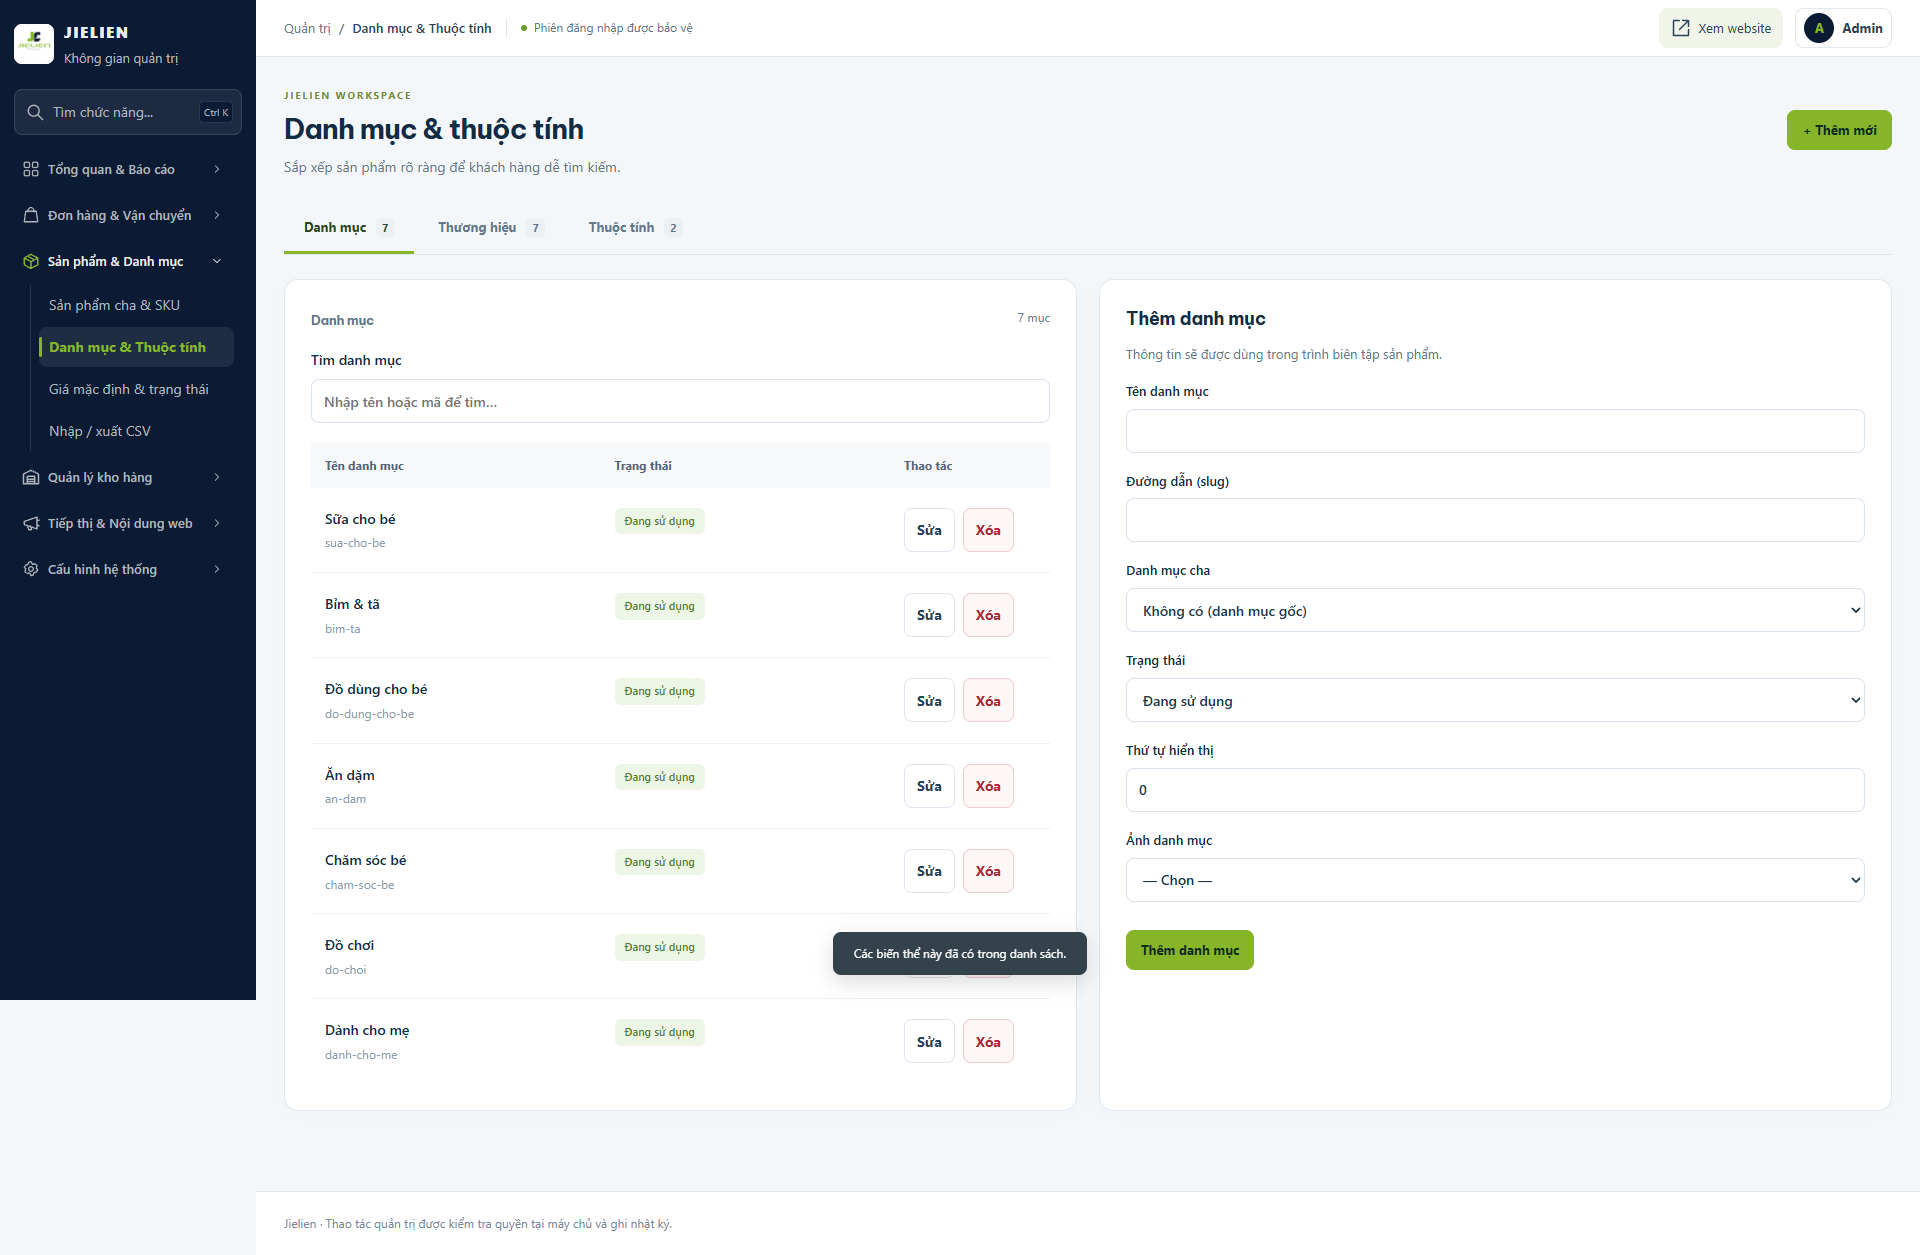 JIELIEN
Không gian quản trị
Tìm chức năng...
Ctrl K
Tổng quan & Báo cáo
Đơn hàng & Vận chuyển
Sản phẩm & Danh mục
Sản phẩm cha & SKU
Danh mục & Thuộc tính
Giá mặc định & trạng thái
Nhập / xuất CSV
Quản lý kho hàng
Tiếp thị & Nội dung web
Cấu hình hệ thống
Quản trị / Danh mục & Thuộc tính
Phiên đăng nhập được bảo vệ
Xem website
A Admin
JIELIEN WORKSPACE
Danh mục & thuộc tính
Sắp xếp sản phẩm rõ ràng để khách hàng dễ tìm kiếm.
+ Thêm mới
Danh mục 7
Thương hiệu 7
Thuộc tính 2
Danh mục
7 mục
Tìm danh mục
Nhập tên hoặc mã để tìm...
Tên danh mục Trạng thái Thao tác
Sữa cho bé Đang sử dụng Sửa Xóa
sua-cho-be
Bỉm & tã Đang sử dụng Sửa Xóa
bim-ta
Đồ dùng cho bé Đang sử dụng Sửa Xóa
do-dung-cho-be
Ăn dặm Đang sử dụng Sửa Xóa
an-dam
Chăm sóc bé Đang sử dụng Sửa Xóa
cham-soc-be
Đồ chơi Đang sử dụng
do-choi
Các biến thể này đã có trong danh sách.
Dành cho mẹ Đang sử dụng Sửa Xóa
danh-cho-me
Thêm danh mục
Thông tin sẽ được dùng trong trình biên tập sản phẩm.
Tên danh mục
Đường dẫn (slug)
Danh mục cha
Không có (danh mục gốc)
Trạng thái
Đang sử dụng
Thứ tự hiển thị
0
Ảnh danh mục
— Chọn —
Thêm danh mục
Jielien · Thao tác quản trị được kiểm tra quyền tại máy chủ và ghi nhật ký.